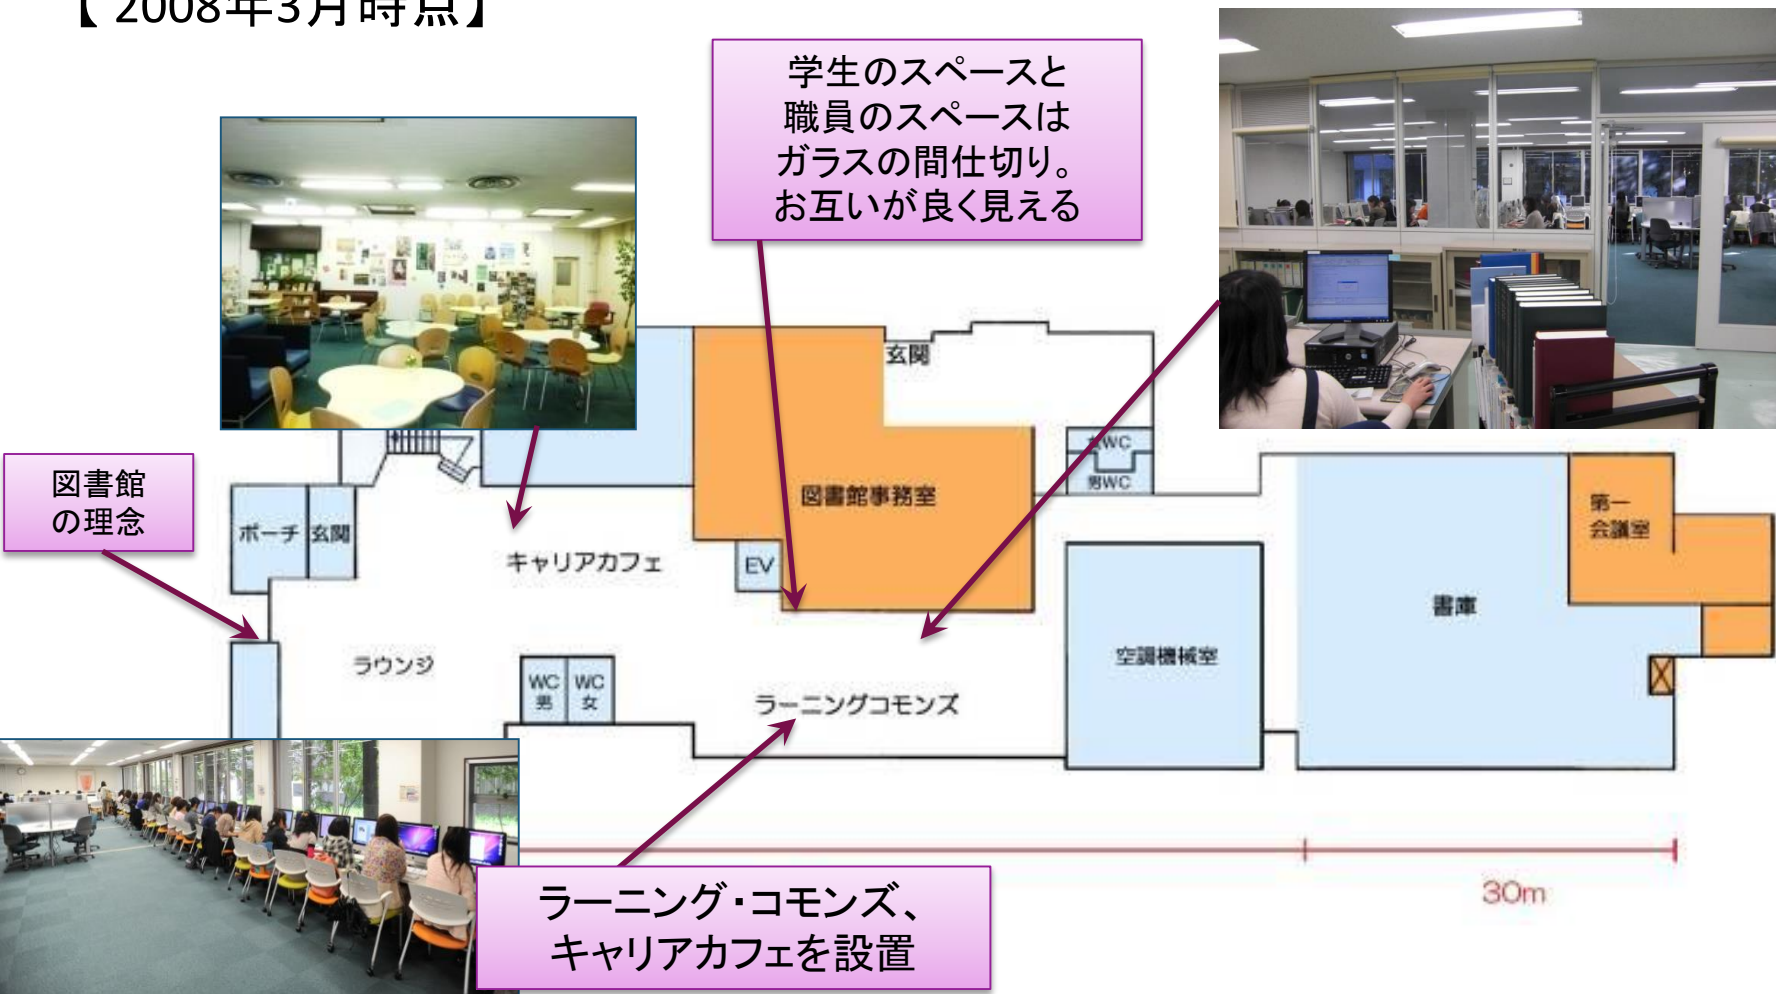 【 2008年3月時点】
学生のスペースと
職員のスペースは
ガラスの間仕切り。
お互いが良く見える
玄関
女WC
男WC
図書館
の理念
ポーチ
玄関
図書館事務室
第一
会議室
キャリアカフェ
EV
書庫
ラウンジ
空調機械室
WC
男
WC
女
ラーニングコモンズ
30m
ラーニング・コモンズ、
キャリアカフェを設置